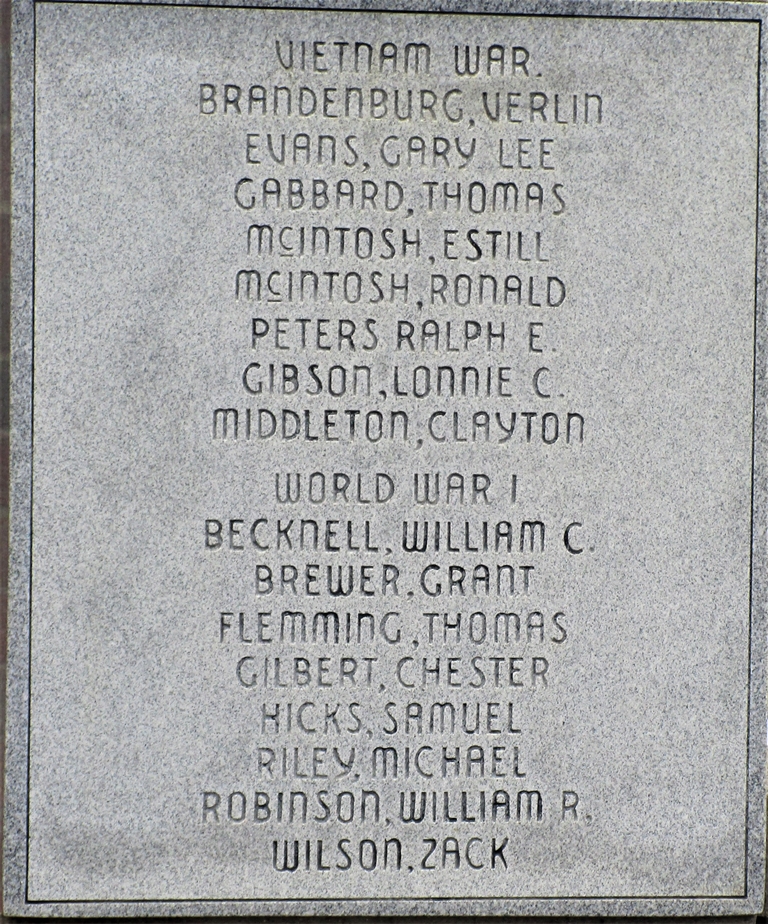 VIETNAM WAR.
BRANDENBURG, VERLIN
EVANS, GARY LEE
GABBARD, THOMAS
MCINTOSH, ESTILL
MCINTOSH, RONALD
PETERS RALPH E.
GIBSON, LONNIE C.
MIDDLETON, CLAYTON
WORLD WAR I
BECKNELL, WILLIAM C.
BREWER, GRANT
FLEMMING, THOMAS
GILBERT, CHESTER
HICKS, SAMUEL
RILEY, MICHAEL
ROBINSON, WILLIAM R.
WILSON, ZACK